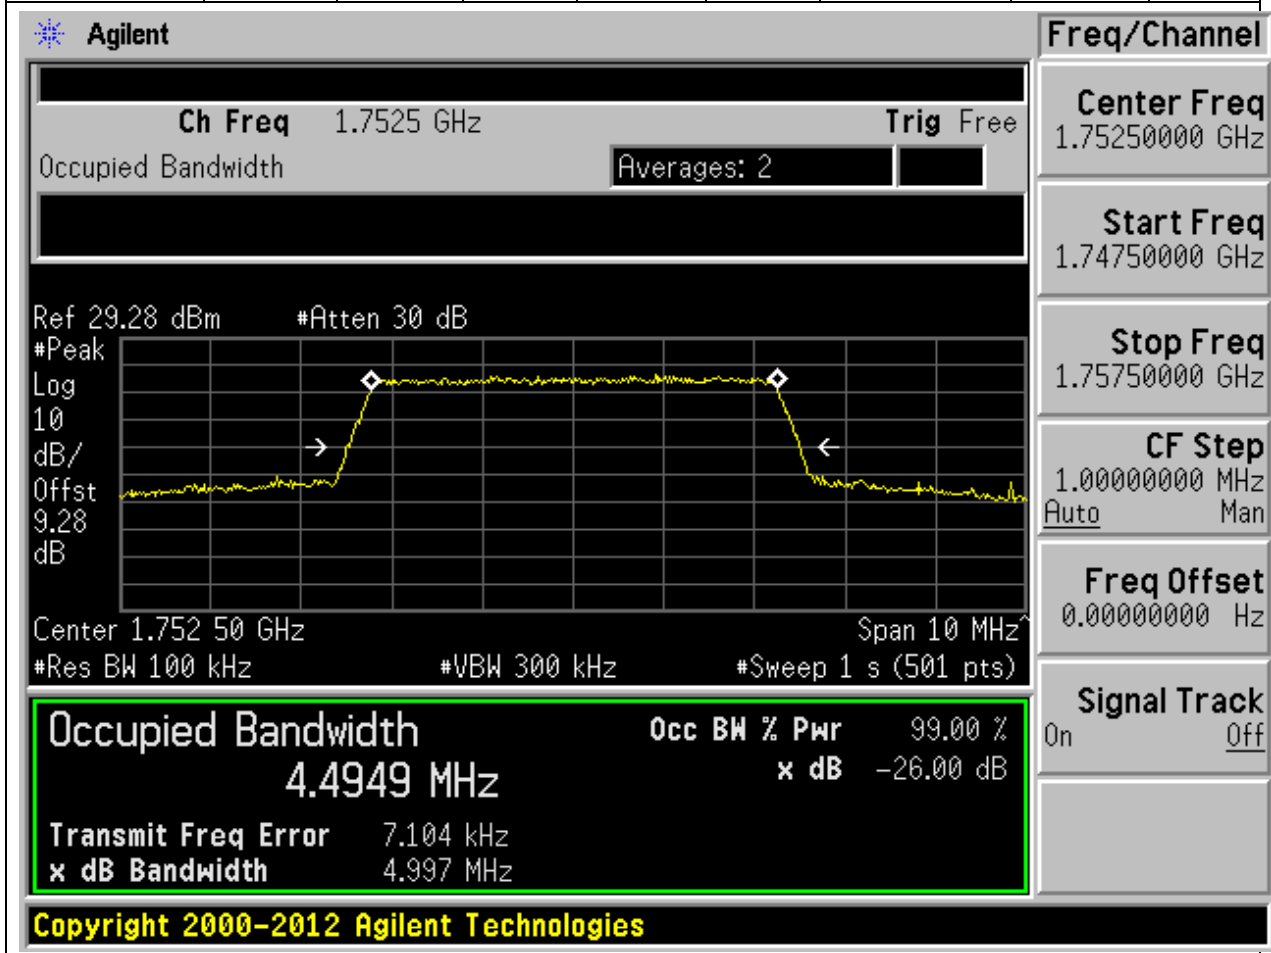 Agilent
Freq/Channel
Ch Freq 1.7525 GHz Trig Free
Occupied Bandwidth Averages: 2
Center Freq
1.75250000 GHz
Start Freq
1.74750000 GHz
Stop Freq
1.75750000 GHz
CF Step
1.00000000 MHz
Auto Man
Freq Offset
0.00000000 Hz
Signal Track
On Off
Ref 29.28 dBm #Atten 30 dB
#Peak
Log
10
dB/
Offst
9.28
dB
Center 1.752 50 GHz Span 10 MHz^
#Res BW 100 kHz #VBW 300 kHz #Sweep 1 s (501 pts)
Occupied Bandwidth
4.4949 MHz
Occ BW % Pwr 99.00 %
x dB -26.00 dB
Transmit Freq Error 7.104 kHz
x dB Bandwidth 4.997 MHz
Copyright 2000-2012 Agilent Technologies